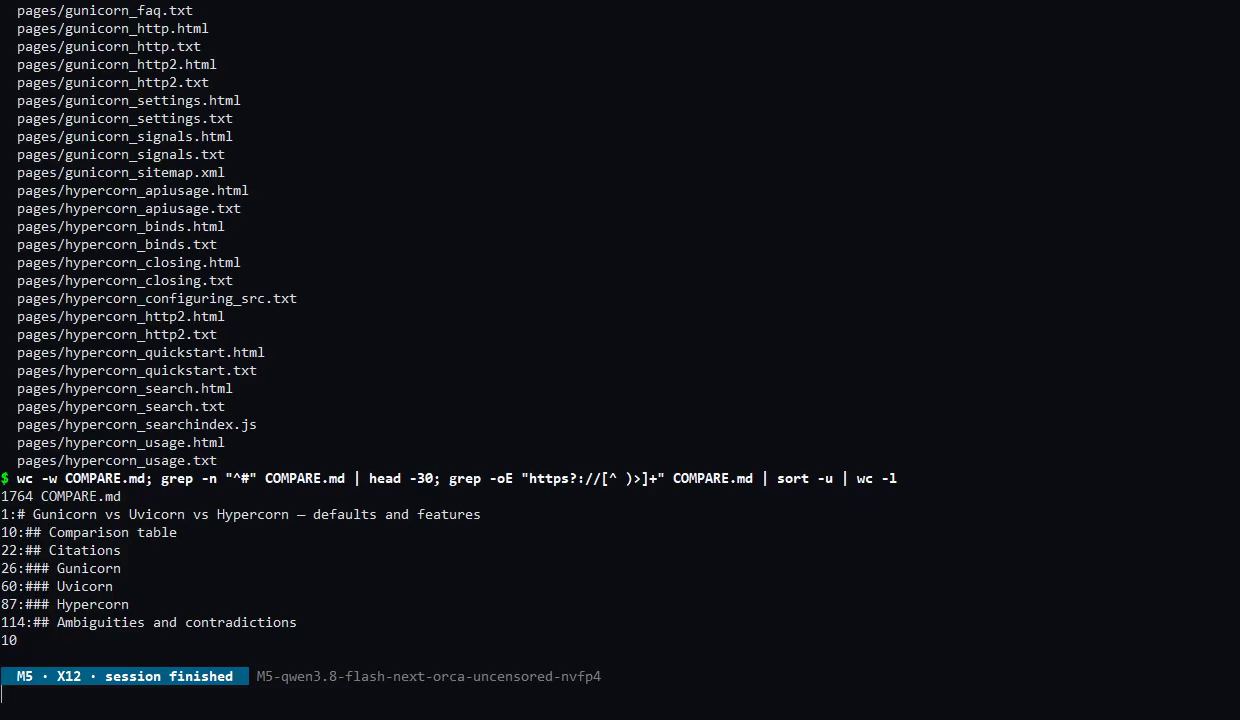 pages/gunicorn_faq.txt
pages/gunicorn_http.html
pages/gunicorn_http.txt
pages/gunicorn_http2.html
pages/gunicorn_http2.txt
pages/gunicorn_settings.html
pages/gunicorn_settings.txt
pages/gunicorn_signals.html
pages/gunicorn_signals.txt
pages/gunicorn_sitemap.xml
pages/hypercorn_apiusage.html
pages/hypercorn_apiusage.txt
pages/hypercorn_binds.html
pages/hypercorn_binds.txt
pages/hypercorn_closing.html
pages/hypercorn_closing.txt
pages/hypercorn_configuring_src.txt
pages/hypercorn_http2.html
pages/hypercorn_http2.txt
pages/hypercorn_quickstart.html
pages/hypercorn_quickstart.txt
pages/hypercorn_search.html
pages/hypercorn_search.txt
pages/hypercorn_searchindex.js
pages/hypercorn_usage.html
pages/hypercorn_usage.txt
$ wc -w COMPARE.md; grep -n "^#" COMPARE.md | head -30; grep -oE "https?://[^ )>]+" COMPARE.md | sort -u | wc -l
1764 COMPARE.md
1:# Gunicorn vs Uvicorn vs Hypercorn — defaults and features
10:## Comparison table
22:## Citations
26:### Gunicorn
60:### Uvicorn
87:### Hypercorn
114:## Ambiguities and contradictions
10
M5 · X12 · session finished M5-qwen3.8-flash-next-orca-uncensored-nvfp4